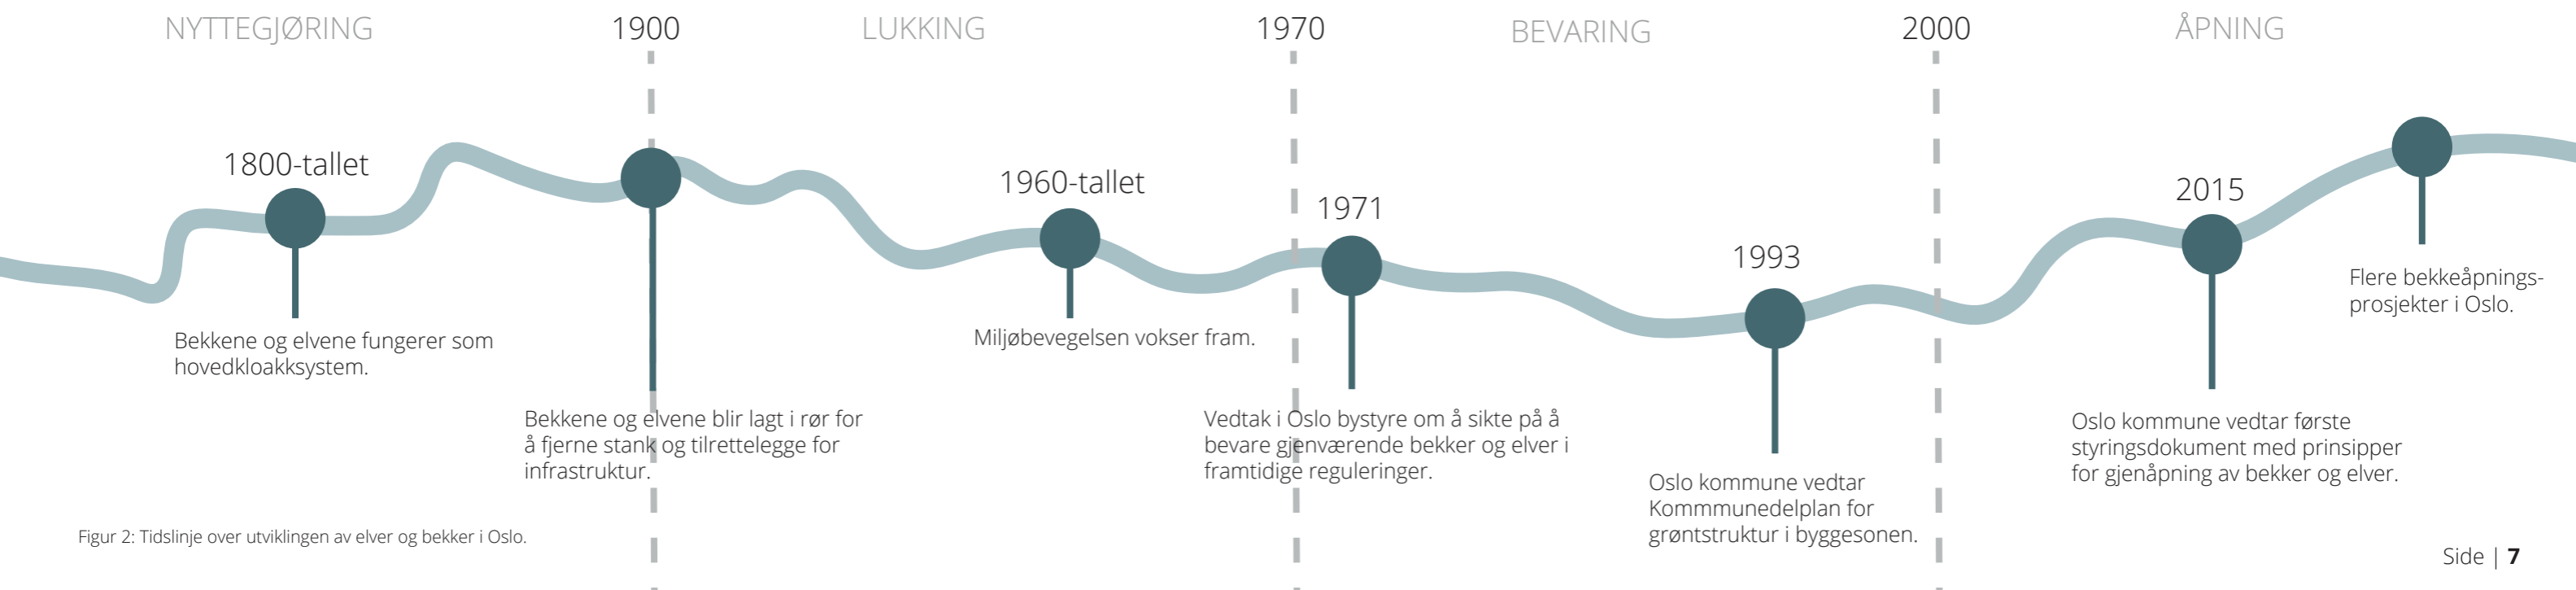 NYTTEGJØRING
1900
LUKKING
1970
BEVARING
2000
ÅPNING
1800-tallet
Bekkene og elvene fungerer som
hovedkloakksystem.
Bekkene og elvene blir lagt i rør for
å fjerne stank og tilrettelegge for
infrastruktur.
1960-tallet
Miljøbevegelsen vokser fram.
1971
Vedtak i Oslo bystyre om å sikte på å
bevare gjenværende bekker og elver i
framtidige reguleringer.
1993
Oslo kommune vedtar
Kommmunedelplan for
grøntstruktur i byggesonen.
2015
Oslo kommune vedtar første
styringsdokument med prinsipper
for gjenåpning av bekker og elver.
Flere bekkeåpnings-
prosjekter i Oslo.
Figur 2: Tidslinje over utviklingen av elver og bekker i Oslo.
Side | 7